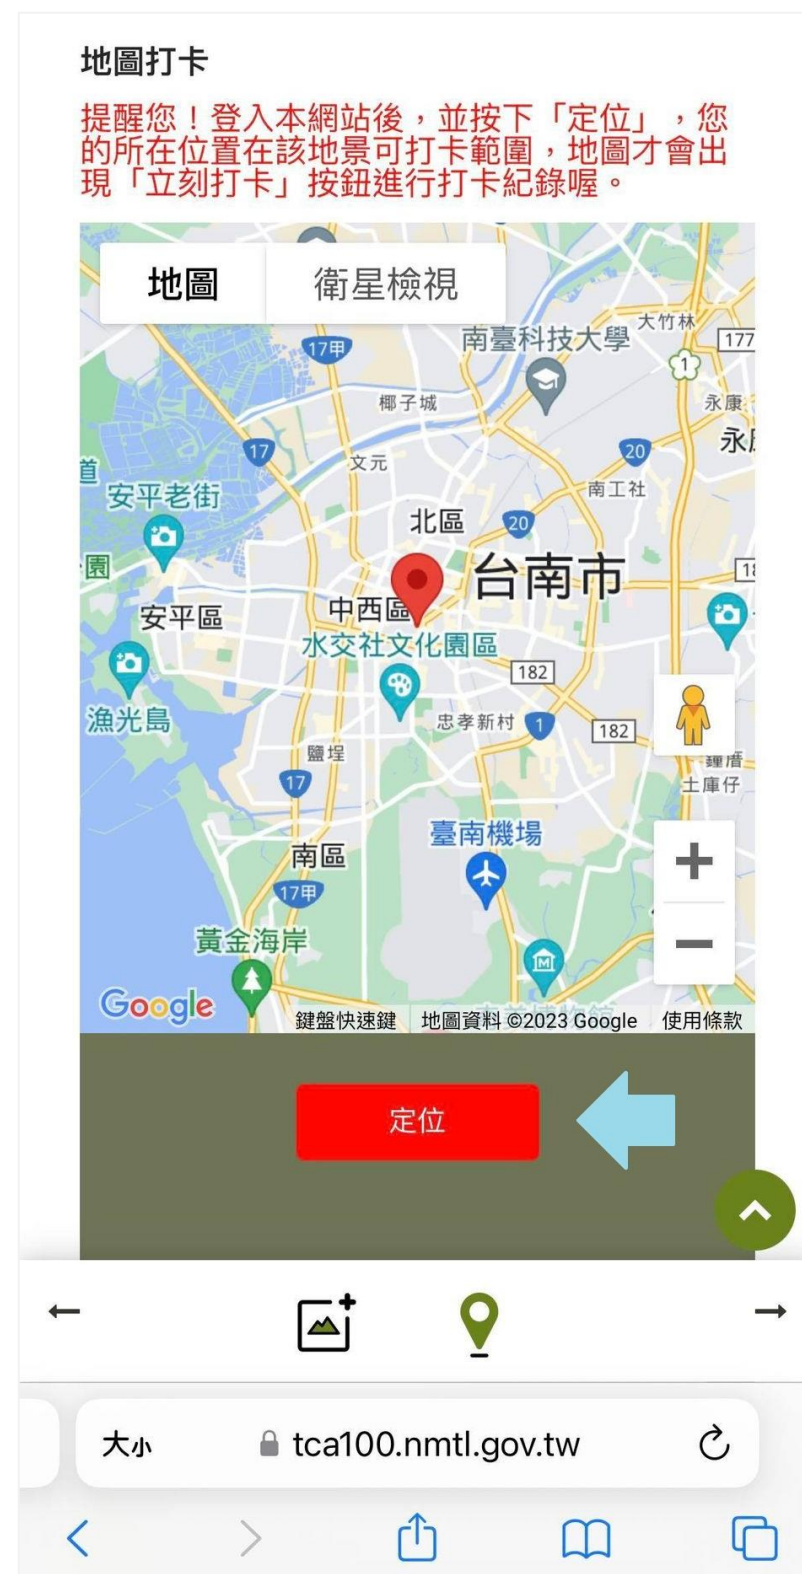 地圖打卡
提醒您！登入本網站後，並按下「定位」，您
的所在位置在該地景可打卡範圍，地圖才會出
現「立刻打卡」按鈕進行打卡紀錄喔。
地圖
衛星檢視
大竹林
17甲
南臺科技大學
177
1
椰子城
永康
17
文元
20
永
道
安平老街
南工社
北區
20
園
台南市
安平區
中西區
水交社文化園區
182
漁光島
忠孝新村
1
182
鹽埕
17
土庫仔
臺南機場
南區
17甲
黃金海岸
Google
鍵盤快速鍵
地圖資料 ©2023 Google
使用條款
定位
大小
tca100.nmtl.gov.tw